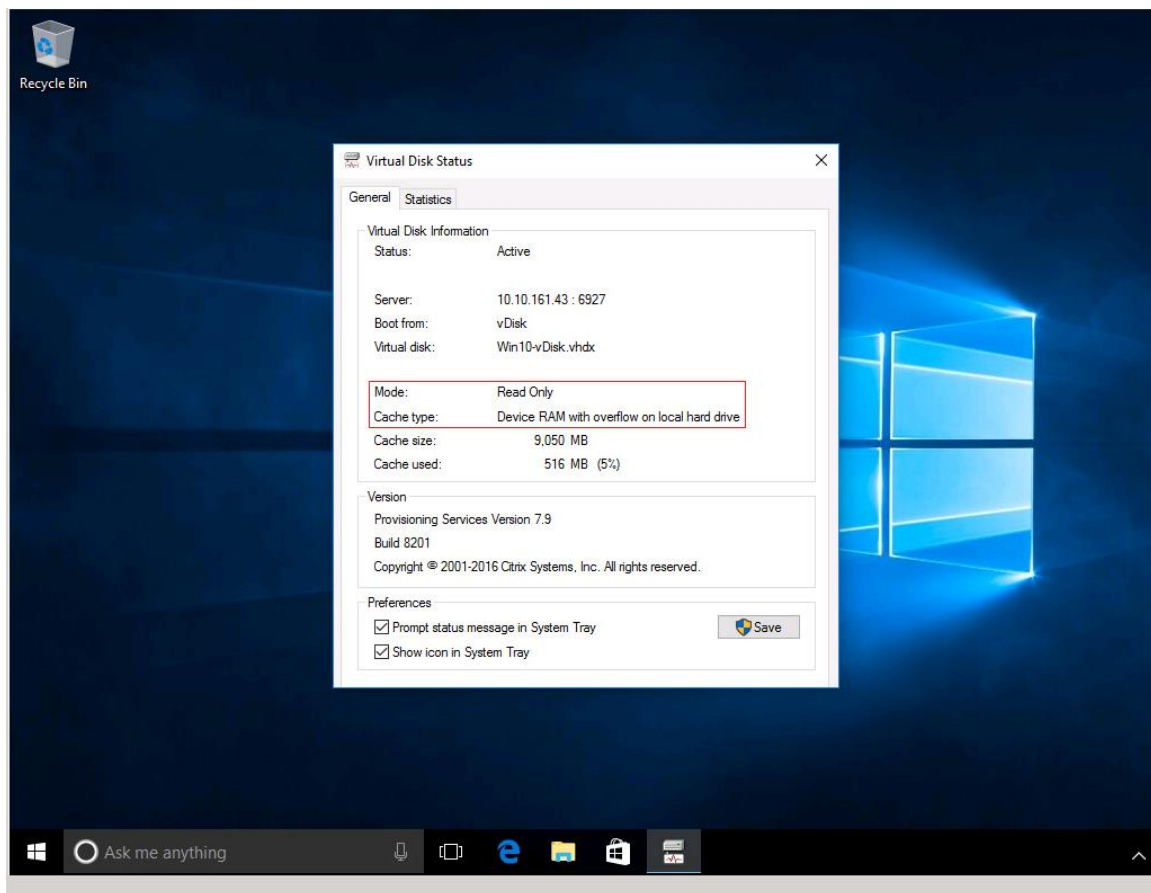 Recycle Bin
Virtual Disk Status
General Statistics
Virtual Disk Information
Status: Active
Server: 10.10.161.43 : 6927
Boot from: vDisk
Virtual disk: Win10-vDisk.vhdx
Mode: Read Only
Cache type: Device RAM with overflow on local hard drive
Cache size: 9,050 MB
Cache used: 516 MB (5%)
Version
Provisioning Services Version 7.9
Build 8201
Copyright © 2001-2016 Citrix Systems, Inc. All rights reserved.
Preferences
Prompt status message in System Tray
Save
Show icon in System Tray
Ask me anything